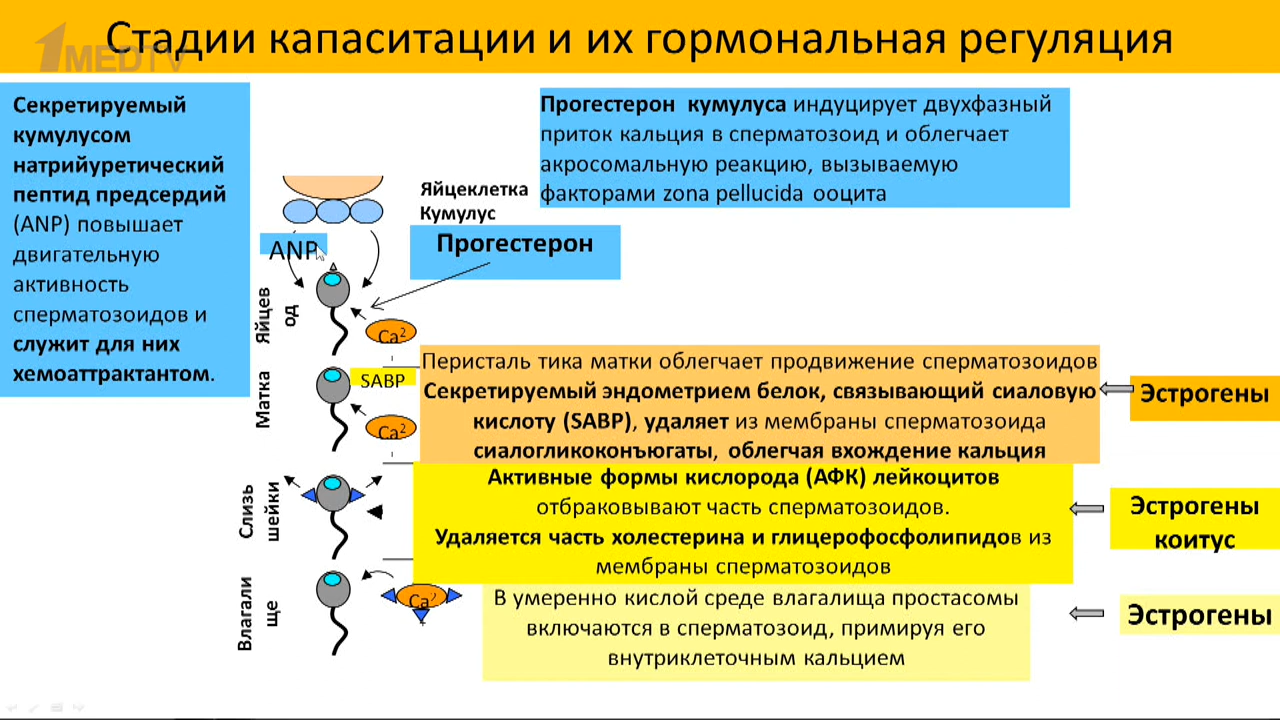 Стадии капаситации и их гормональная регуляция
1MEDTV
Секретируемый
кумулусом
натрийуретический
пептид предсердий
(ANP) повышает
двигательную
активность
сперматозоидов и
служит для них
хемоаттрактантом.
Прогестерон кумулуса индуцирует двухфазный
приток кальция в сперматозоид и облегчает
акросомальную реакцию, вызываемую
факторами zona pellucida ооцита
Яйцеклетка
Кумулус
ANP
Прогестерон
Яйцев
од
Ca2
Матка
SABP
Ca2
Перисталь тика матки облегчает продвижение сперматозоидов
Секретируемый эндометрием белок, связывающий сиаловую
кислоту (SABP), удаляет из мембраны сперматозоида
сиалогликоконъюгаты, облегчая вхождение кальция
Эстрогены
Слизь
шейки
Активные формы кислорода (АФК) лейкоцитов
отбраковывают часть сперматозоидов.
Удаляется часть холестерина и глицерофосфолипидов из
мембраны сперматозоидов
Эстрогены
коитус
Влагали
ще
Ca2
В умеренно кислой среде влагалища простасомы
включаются в сперматозоид, примируя его
внутриклеточным кальцием
Эстрогены